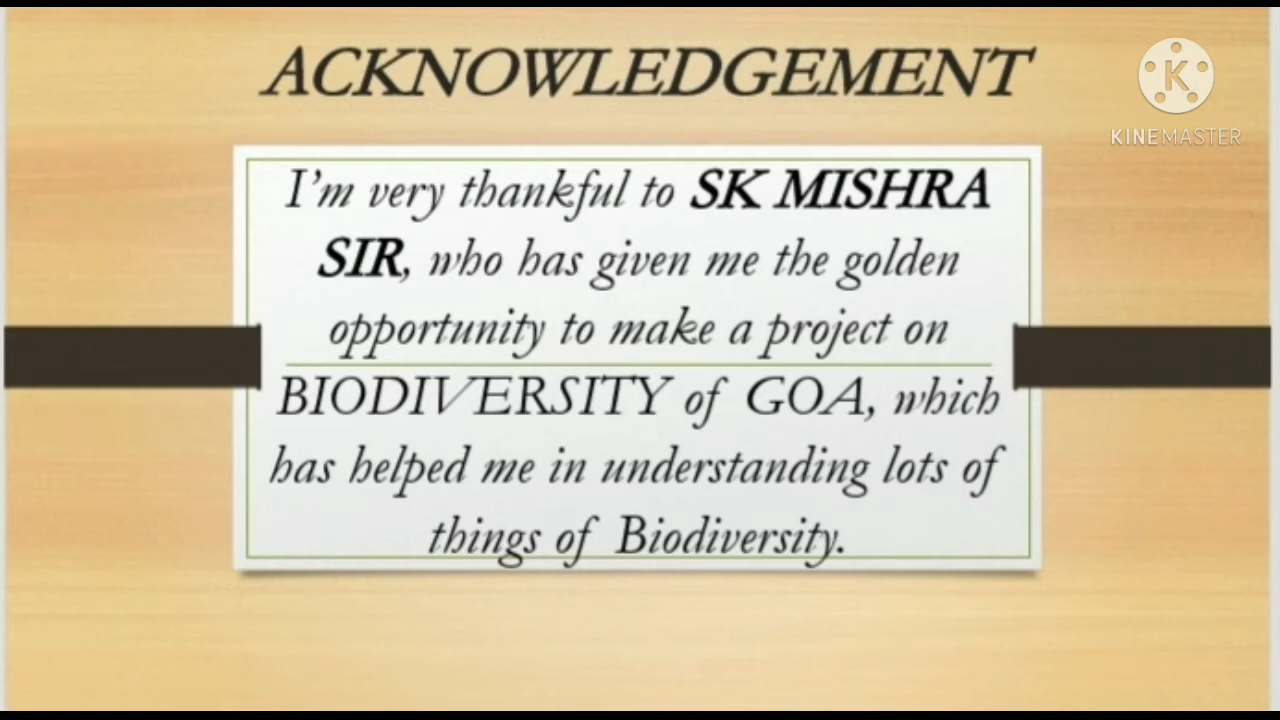 ACKNOWLEDGEMENT
K
KINEMASTER
I'm very thankful to SK MISHRA
SIR, who has given me the golden
opportunity to make a project on
BIODIVERSITY of GOA, which
has helped me in understanding lots of
things of Biodiversity.